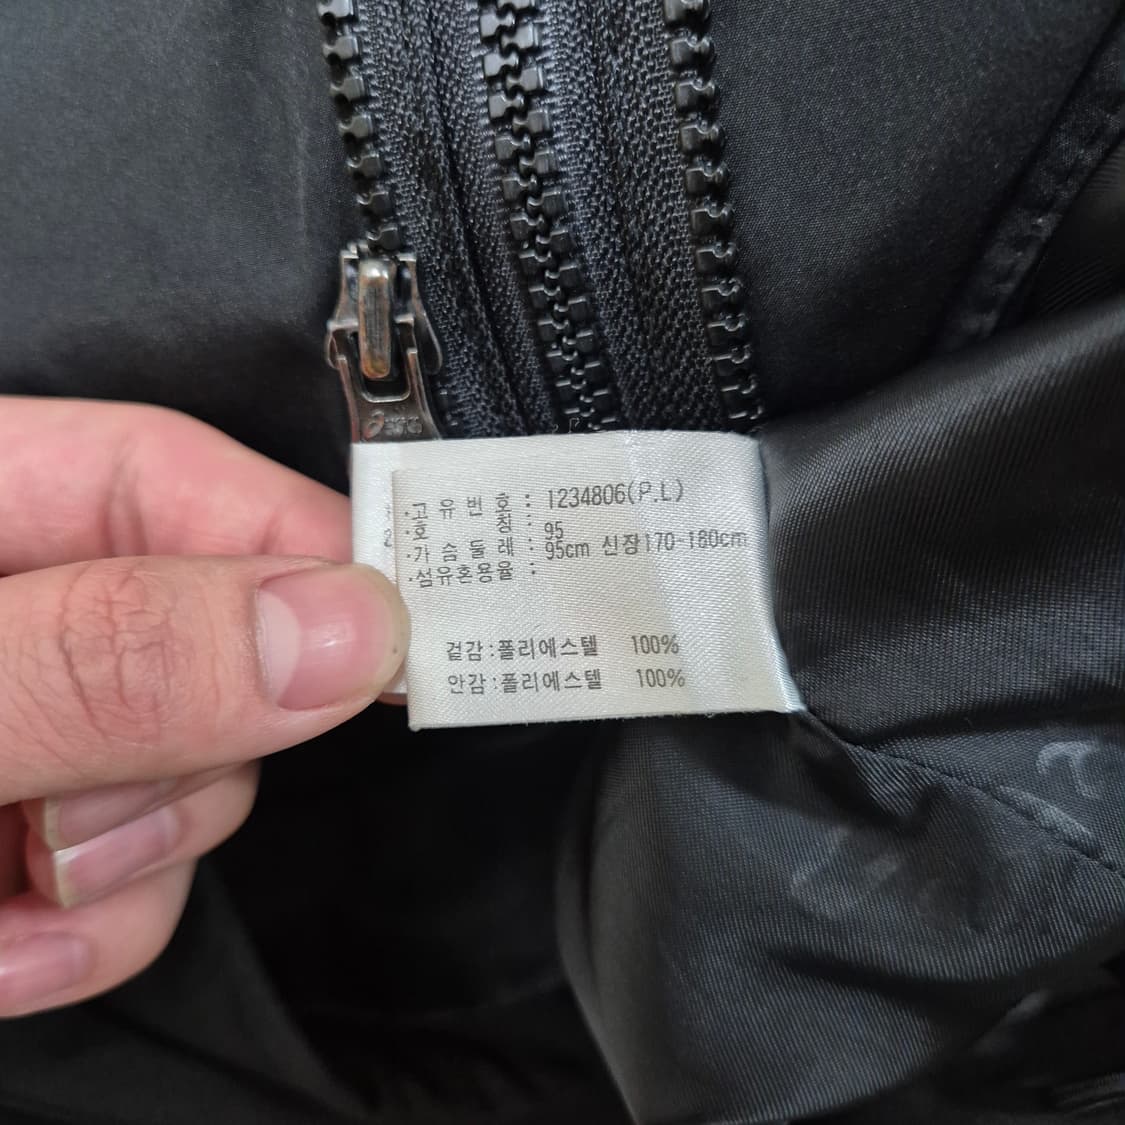 ·고유번호 : 1234806(P.L)
·호 칭 : 95
·가슴둘레 : 95cm 신장170-180cm
·섬유혼용율 :
겉감:폴리에스텔 100%
안감:폴리에스텔 100%